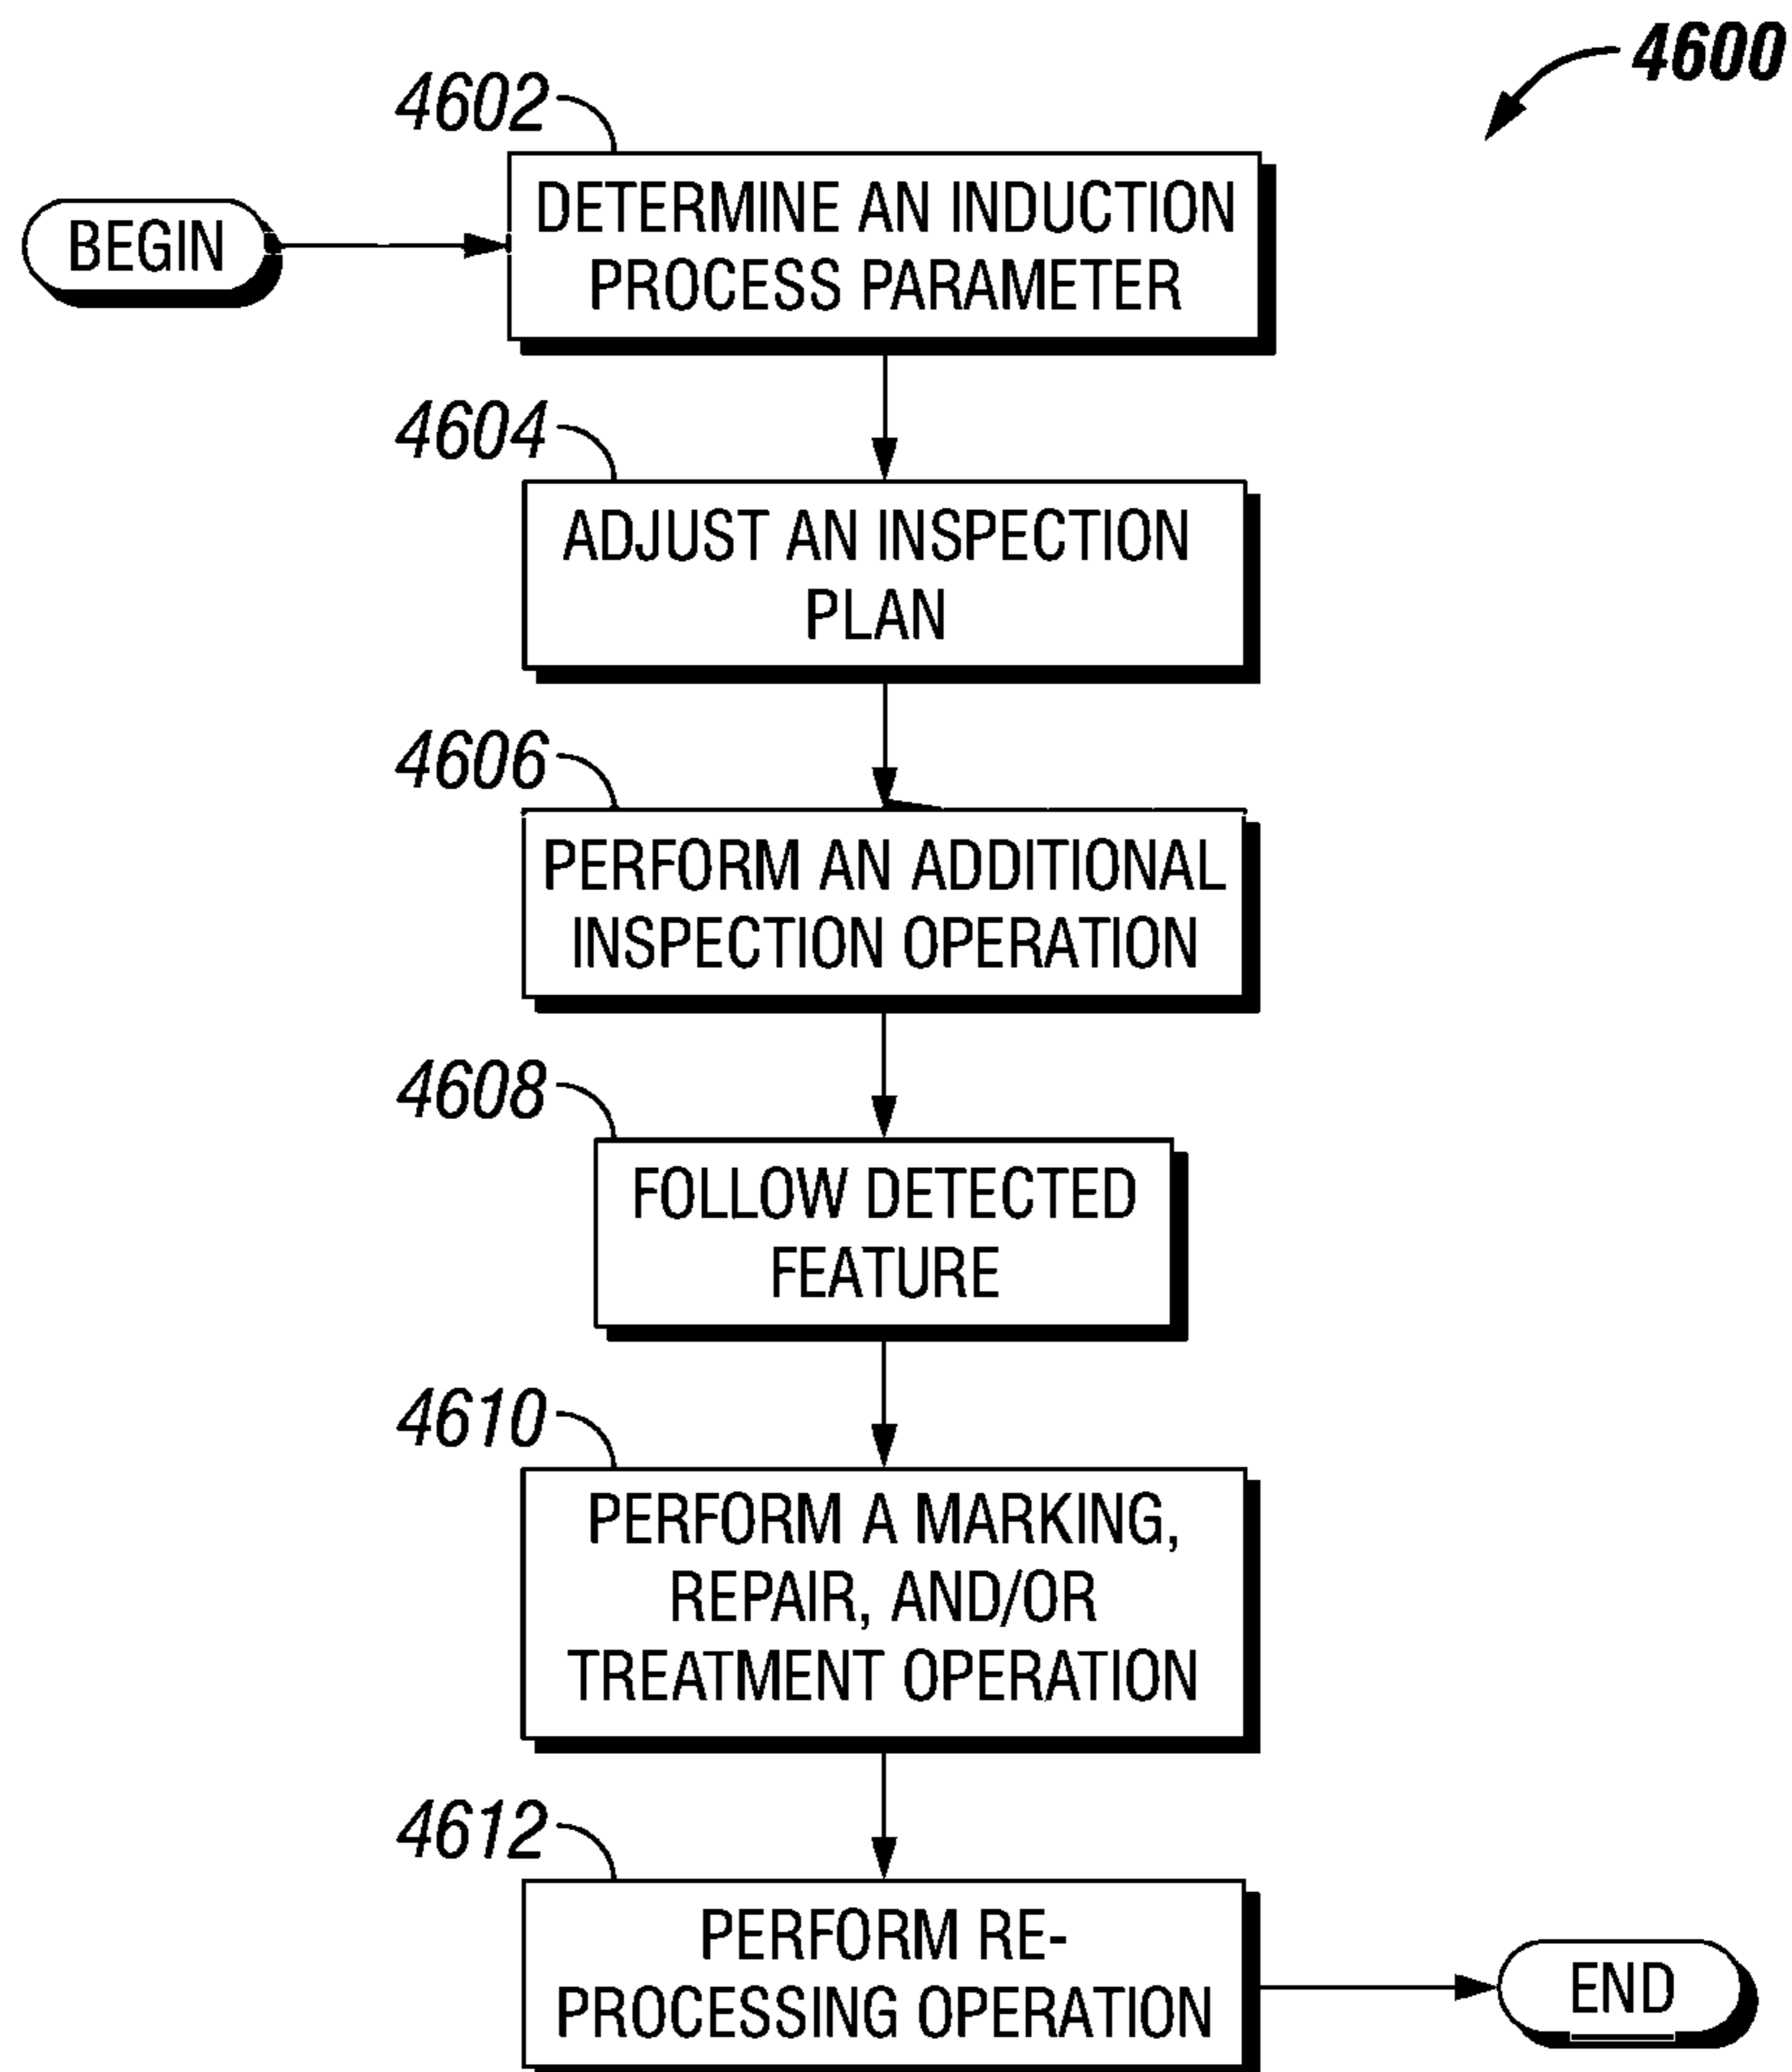 4600
4602
BEGIN
DETERMINE AN INDUCTION
PROCESS PARAMETER
4604
ADJUST AN INSPECTION
PLAN
4606
PERFORM AN ADDITIONAL
INSPECTION OPERATION
4608
FOLLOW DETECTED
FEATURE
4610
PERFORM A MARKING,
REPAIR, AND/OR
TREATMENT OPERATION
4612
PERFORM RE-
PROCESSING OPERATION
END